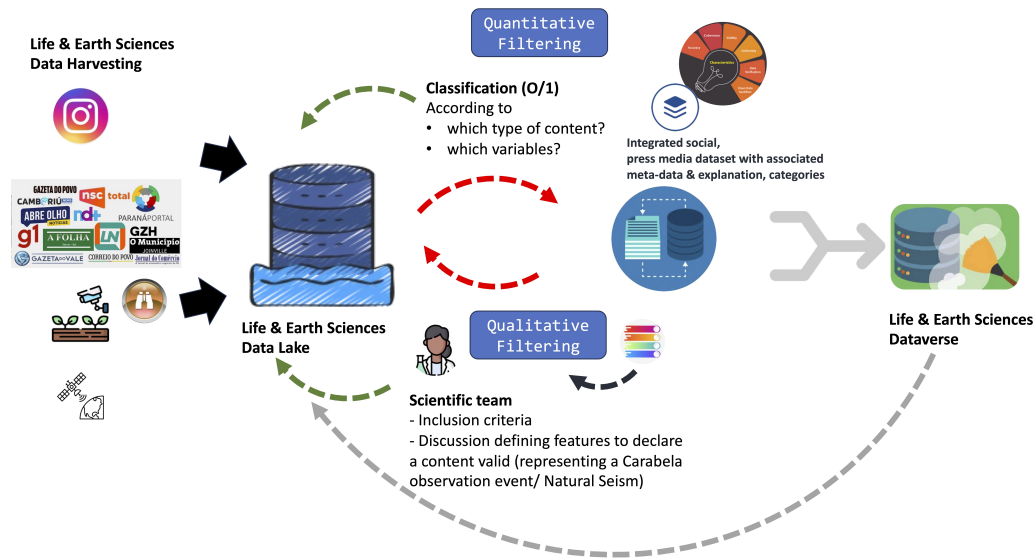 Quantitative
Filtering
Life & Earth Sciences
Data Harvesting
Classification (O/1)
According to
• which type of content?
• which variables?
Characteristics
Integrated social,
press media dataset with associated
meta-data & explanation, categories
GAZETA DO POVO
nsc total
CAMBORIÚ
ABRE OLHO
NOTÍCIAS
nd+
PARANÁPORTAL
g1
A FOLHA
LN
GZH
O Município
JOINVILLE
GAZETA DO VALE
CORREIO DO POVO
Jornal do Comércio
Life & Earth Sciences
Data Lake
Qualitative
Filtering
Life & Earth Sciences
Dataverse
Scientific team
- Inclusion criteria
- Discussion defining features to declare
a content valid (representing a Carabela
observation event/ Natural Seism)